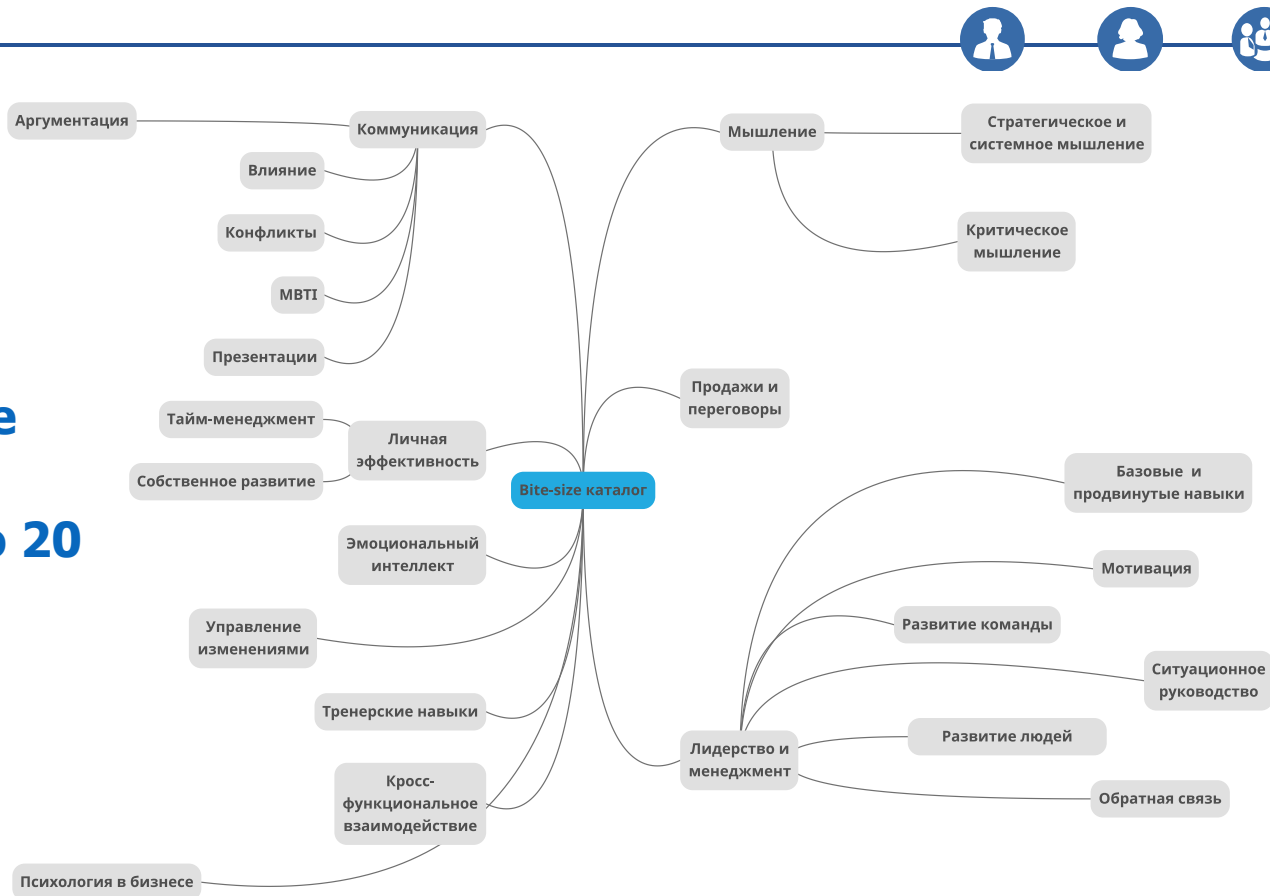 Аргументация
Коммуникация
Влияние
Конфликты
MBTI
Презентации
Тайм-менеджмент
Личная
эффективность
Собственное развитие
Эмоциональный
интеллект
Управление
изменениями
Тренерские навыки
Кросс-
функциональное
взаимодействие
Психология в бизнесе
е
20
Bite-size каталог
Мышление
Стратегическое и
системное мышление
Критическое
мышление
Продажи и
переговоры
Базовые и
продвинутые навыки
Мотивация
Развитие команды
Ситуационное
руководство
Лидерство и
менеджмент
Развитие людей
Обратная связь